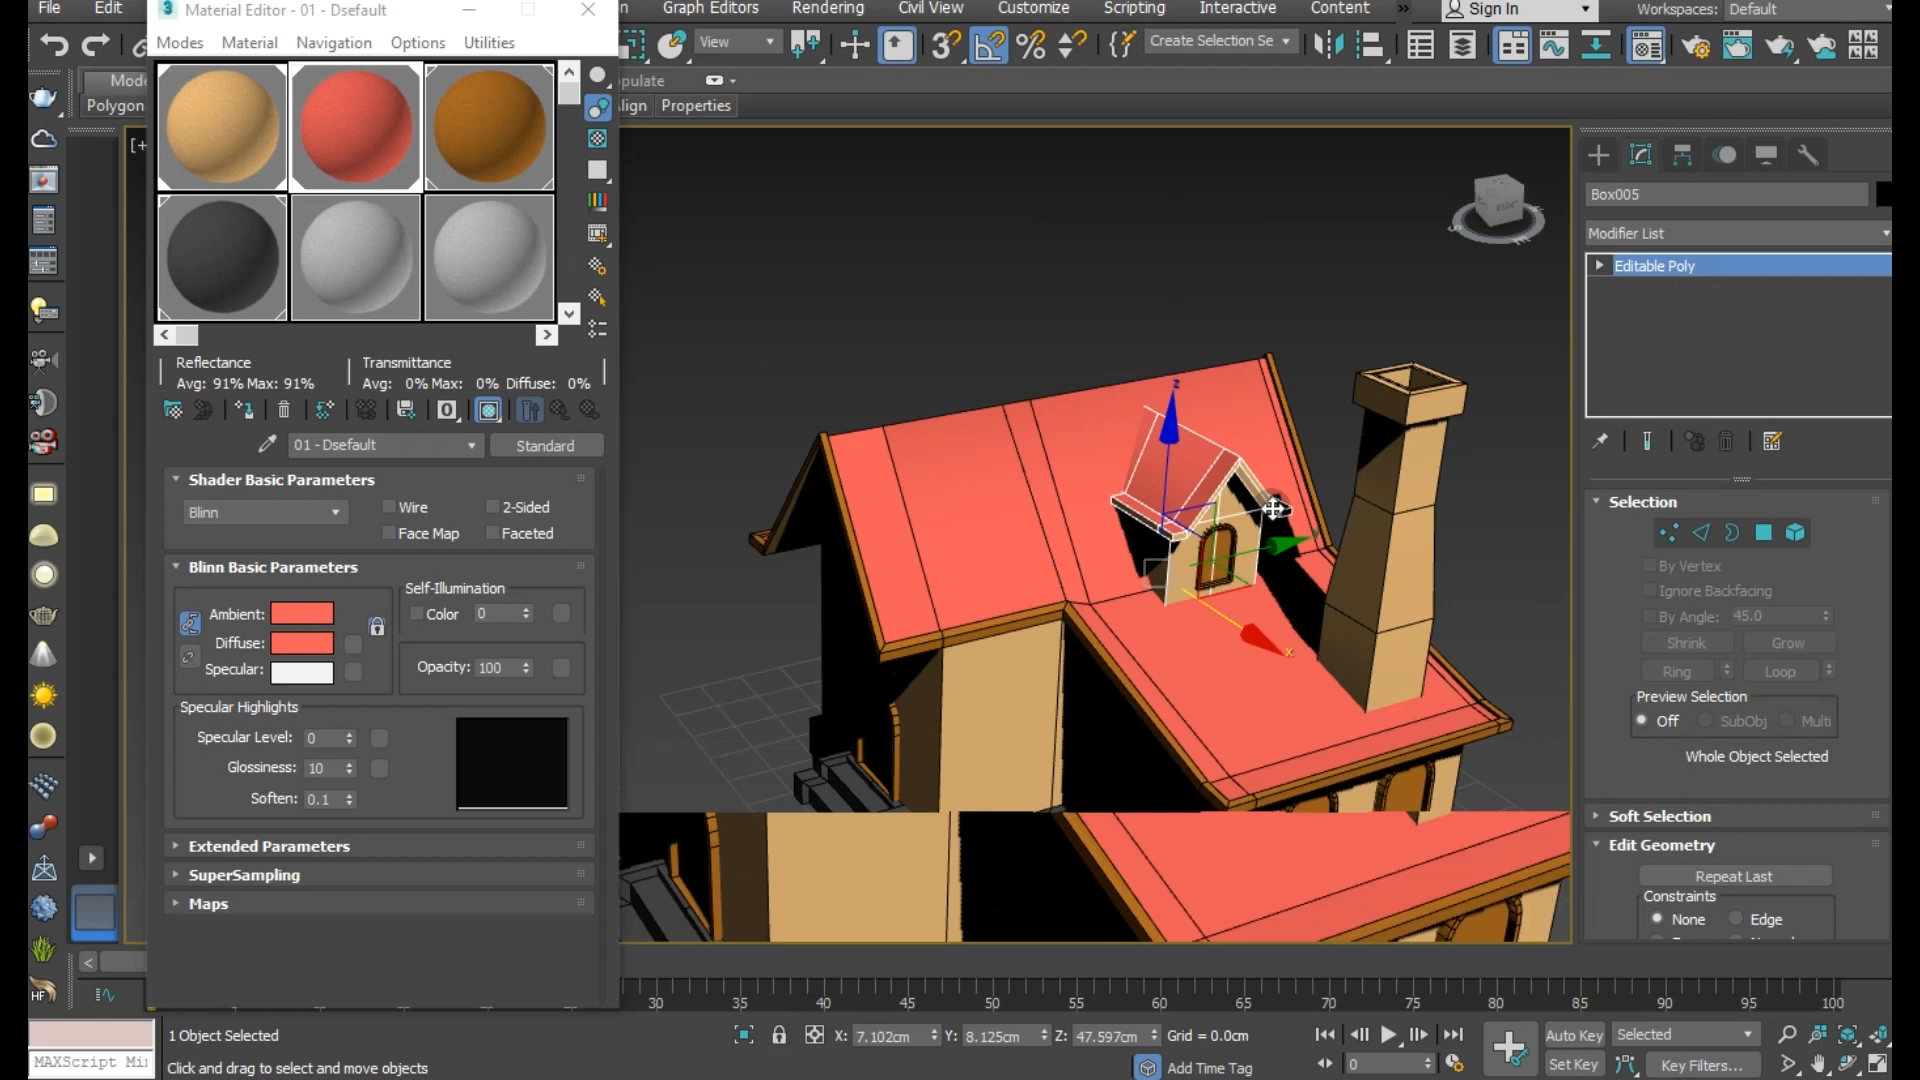 File Edit
Material Editor - 01 - Dsefault
Graph Editors Rendering Civil View Customize Scripting Interactive Content » Sign In Workspaces: Default
Modes Material Navigation Options Utilities
View
Create Selection Se
Mode
Polygon
opulate
lign Properties
[+
Box005
Modifier List
Editable Poly
Reflectance
Avg: 91% Max: 91%
Transmittance
Avg: 0% Max: 0% Diffuse: 0%
01 - Dsefault
Standard
Shader Basic Parameters
Blinn
Wire
2-Sided
Face Map
Faceted
Blinn Basic Parameters
Self-Illumination
Ambient:
Color 0
Diffuse:
Specular:
Opacity: 100
Specular Highlights
Specular Level: 0
Glossiness: 10
Soften: 0.1
Extended Parameters
SuperSampling
Maps
z
x
Selection
By Vertex
Ignore Backfacing
By Angle: 45.0
Shrink Grow
Ring Loop
Preview Selection
Off SubObj Multi
Whole Object Selected
Soft Selection
Edit Geometry
Repeat Last
Constraints
None Edge
30 35 40 45 50 55 60 65 70 75 80 85 90 95 100
1 Object Selected
X: 7.102cm Y: 8.125cm Z: 47.597cm Grid = 0.0cm
Auto Key Selected
MAXScript Mi
Click and drag to select and move objects
Add Time Tag
0
Set Key Key Filters...
HF